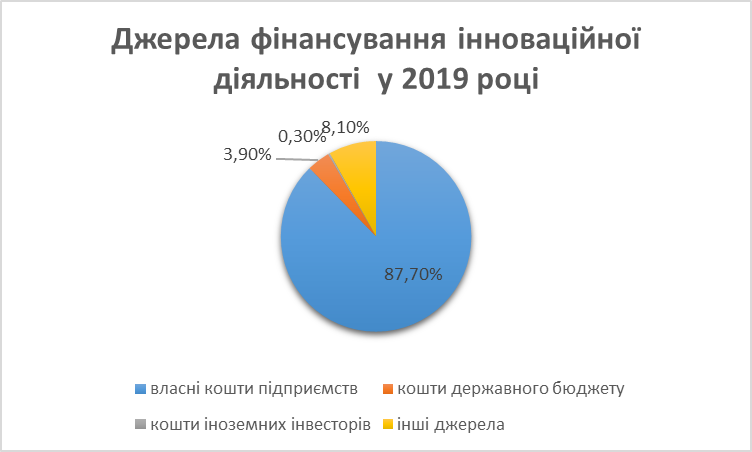 Джерела фінансування інноваційної
діяльності у 2019 році
8,10%
0,30%
3,90%
87,70%
власні кошти підприємств
кошти державного бюджету
кошти іноземних інвесторів
інші джерела